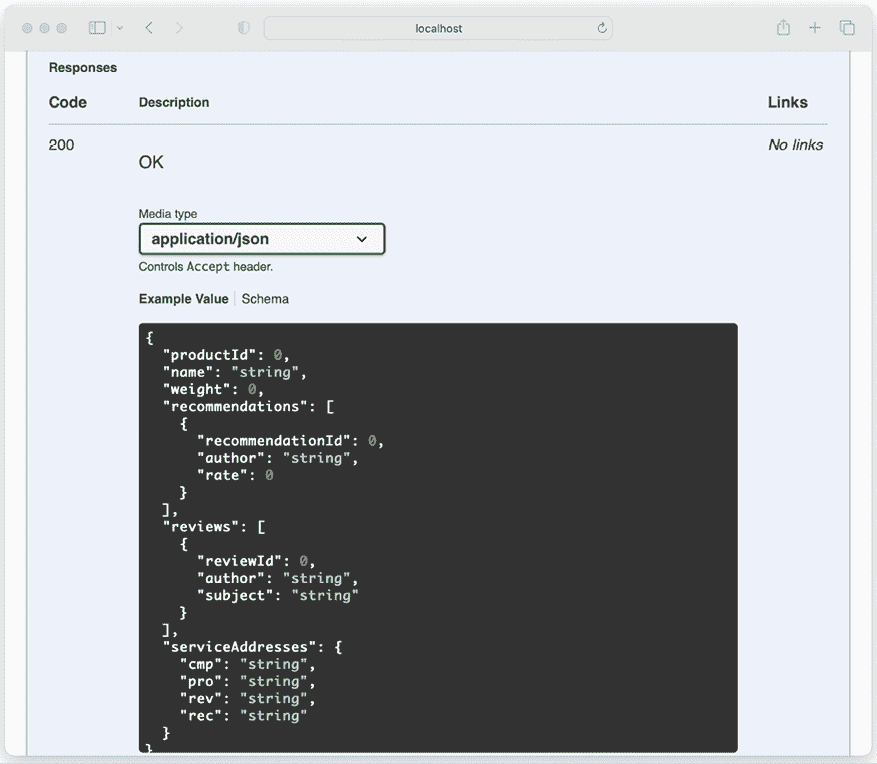 localhost
Responses
Code Description Links
200 No links
OK
Media type
application/json
Controls Accept header.
Example Value Schema
{
  "productId": 0,
  "name": "string",
  "weight": 0,
  "recommendations": [
    {
      "recommendationId": 0,
      "author": "string",
      "rate": 0
    }
  ],
  "reviews": [
    {
      "reviewId": 0,
      "author": "string",
      "subject": "string"
    }
  ],
  "serviceAddresses": {
    "cmp": "string",
    "pro": "string",
    "rev": "string",
    "rec": "string"
  }
}